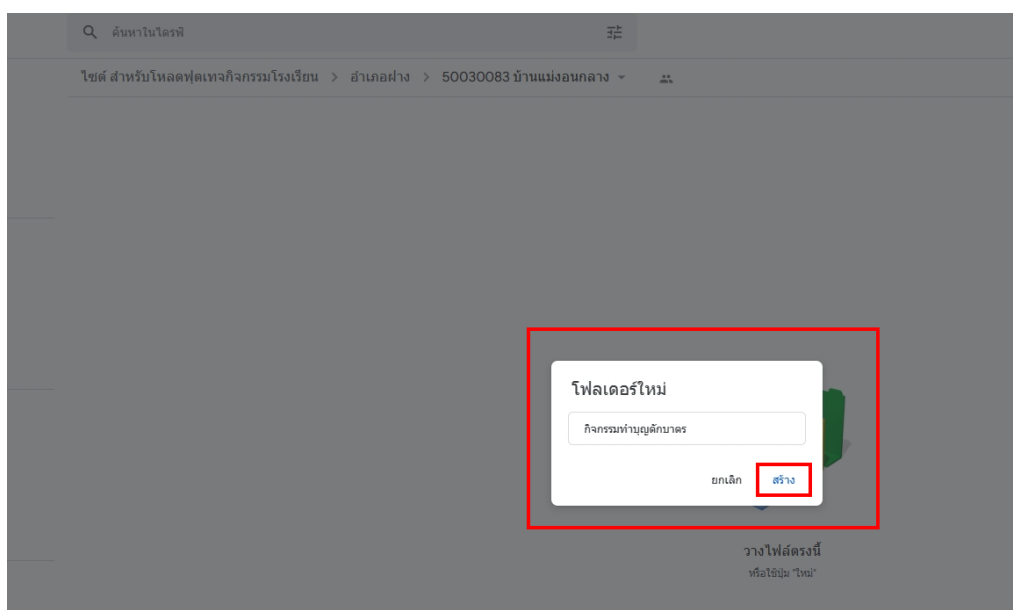 ค้นหาในไดรฟ์
ไซต์ สำหรับโหลดฟุตเทจกิจกรรมโรงเรียน > อำเภอฝาง > 50030083 บ้านแม่งอนกลาง
โฟลเดอร์ใหม่
กิจกรรมทำบุญตักบาตร
ยกเลิก สร้าง
วางไฟล์ตรงนี้
หรือใช้ปุ่ม "ใหม่"